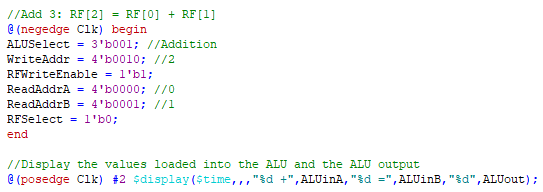 //Add 3: RF[2] = RF[0] + RF[1]
@(negedge Clk) begin
ALUSelect = 3'b001; //Addition
WriteAddr = 4'b0010; //2
RFWriteEnable = 1'b1;
ReadAddrA = 4'b0000; //0
ReadAddrB = 4'b0001; //1
RFSelect = 1'b0;
end
//Display the values loaded into the ALU and the ALU output
@(posedge Clk) #2 $display($time,,,"%d +",ALUinA,"%d =",ALUinB,"%d",ALUout);